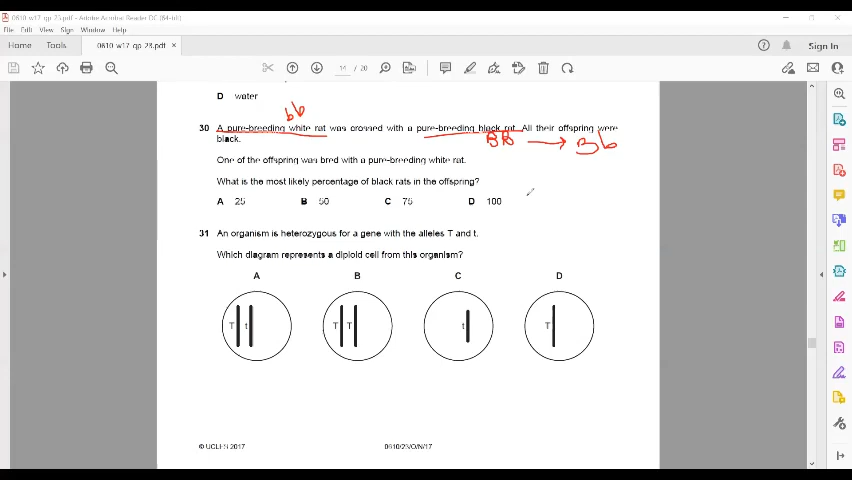 0610_w17_qp_23.pdf - Adobe Acrobat Reader DC (64-bit)
File Edit View Sign Window Help
Home Tools 0610_w17_qp_23.pdf × Sign In
14 / 20
D water
bb
30 A pure-breeding white rat was crossed with a pure-breeding black rat. All their offspring were
black.
BB → Bb
One of the offspring was bred with a pure-breeding white rat.
What is the most likely percentage of black rats in the offspring?
A 25 B 50 C 75 D 100
31 An organism is heterozygous for a gene with the alleles T and t.
Which diagram represents a diploid cell from this organism?
A B C D
T t T T t T
© UCLES 2017 0610/23/O/N/17